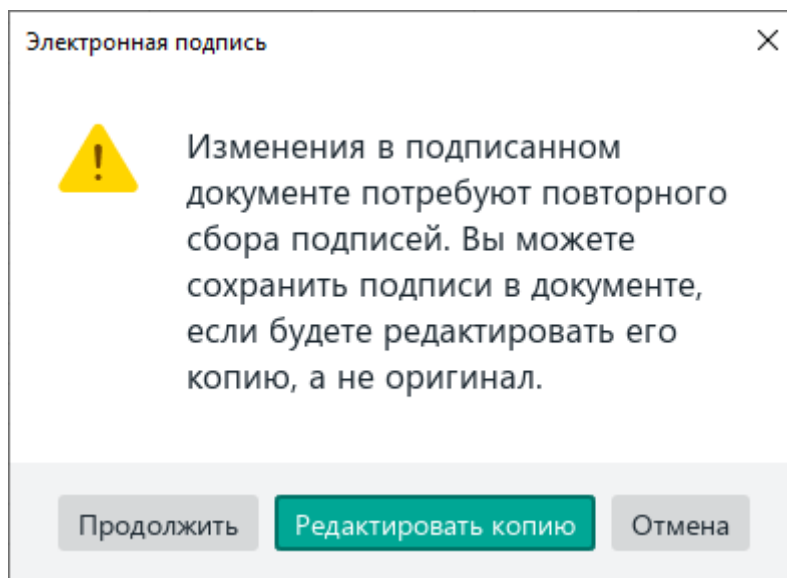 Электронная подпись
Изменения в подписанном
документе потребуют повторного
сбора подписей. Вы можете
сохранить подписи в документе,
если будете редактировать его
копию, а не оригинал.
Продолжить Редактировать копию Отмена